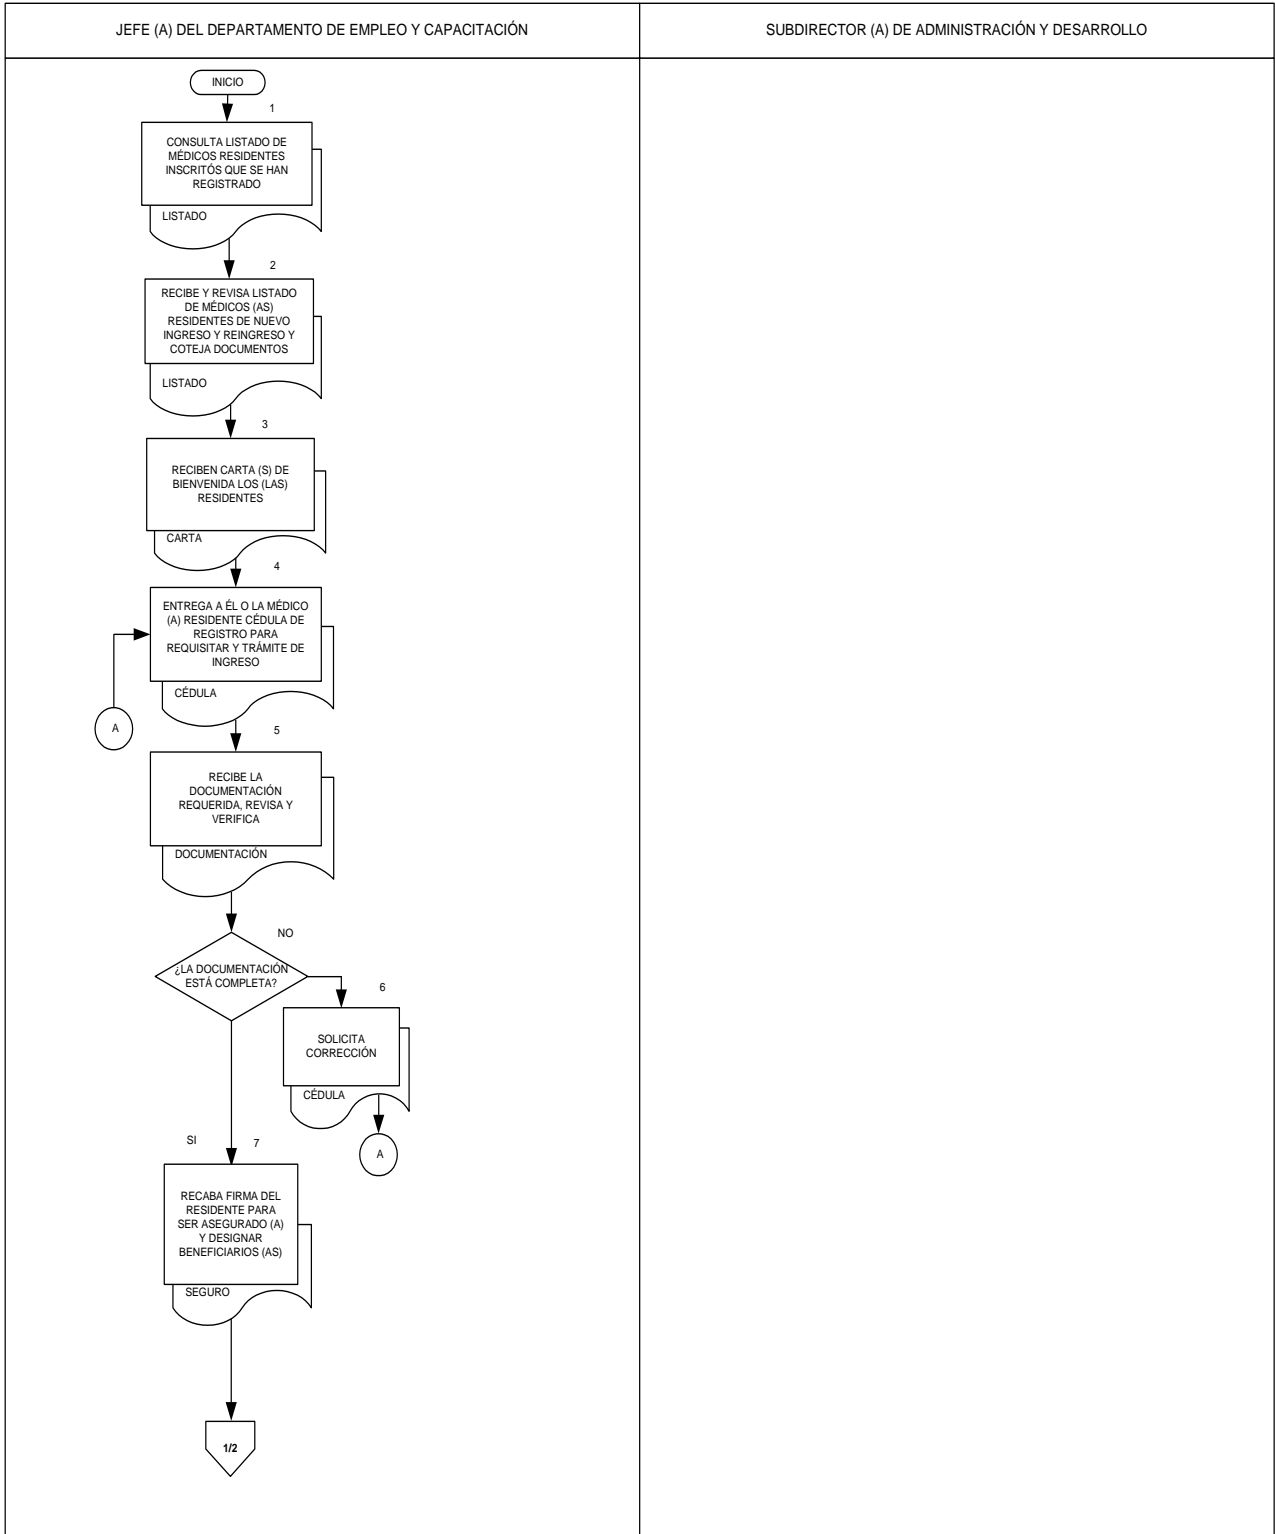 JEFE (A) DEL DEPARTAMENTO DE EMPLEO Y CAPACITACIÓN
SUBDIRECTOR (A) DE ADMINISTRACIÓN Y DESARROLLO
INICIO
1
CONSULTA LISTADO DE
MÉDICOS RESIDENTES
INSCRITÓS QUE SE HAN
REGISTRADO
LISTADO
2
RECIBE Y REVISA LISTADO
DE MÉDICOS (AS)
RESIDENTES DE NUEVO
INGRESO Y REINGRESO Y
COTEJA DOCUMENTOS
LISTADO
3
RECIBEN CARTA (S) DE
BIENVENIDA LOS (LAS)
RESIDENTES
CARTA
4
ENTREGA A ÉL O LA MÉDICO
(A) RESIDENTE CÉDULA DE
REGISTRO PARA
REQUISITAR Y TRÁMITE DE
INGRESO
CÉDULA
A
5
RECIBE LA
DOCUMENTACIÓN
REQUERIDA, REVISA Y
VERIFICA
DOCUMENTACIÓN
NO
¿LA DOCUMENTACIÓN
ESTÁ COMPLETA?
6
SOLICITA
CORRECCIÓN
CÉDULA
A
SI
7
RECABA FIRMA DEL
RESIDENTE PARA
SER ASEGURADO (A)
Y DESIGNAR
BENEFICIARIOS (AS)
SEGURO
1/2